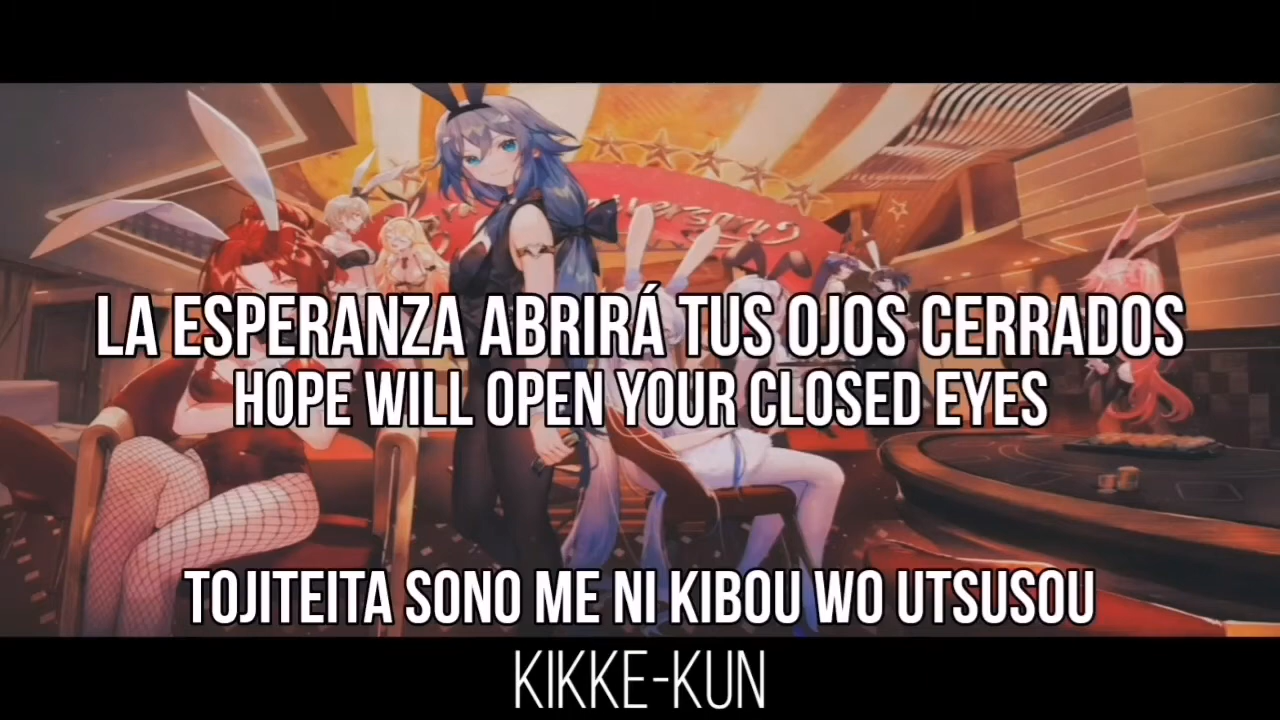 LA ESPERANZA ABRIRÁ TUS OJOS CERRADOS
HOPE WILL OPEN YOUR CLOSED EYES
TOJITEITA SONO ME NI KIBOU WO UTSUSOU
KIKKE-KUN